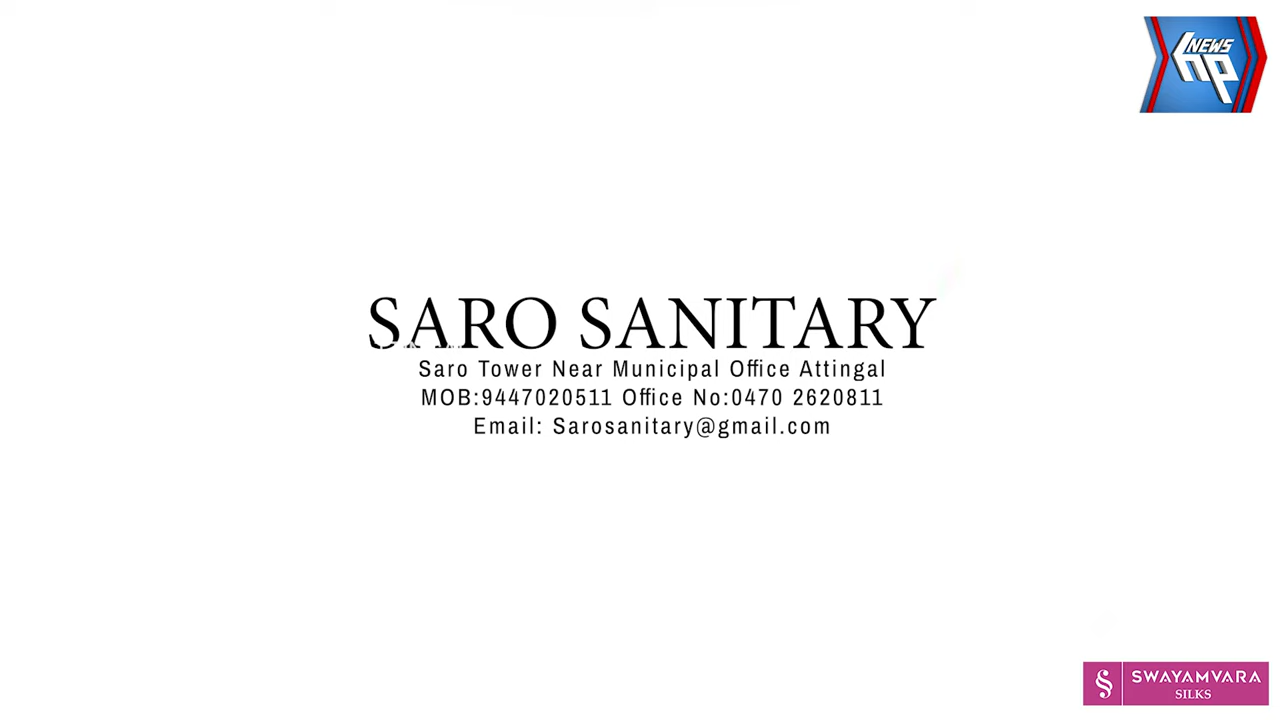 NEWS
np
SARO SANITARY
Saro Tower Near Municipal Office Attingal
MOB:9447020511 Office No:0470 2620811
Email: Sarosanitary@gmail.com
SWAYAMVARA
SILKS